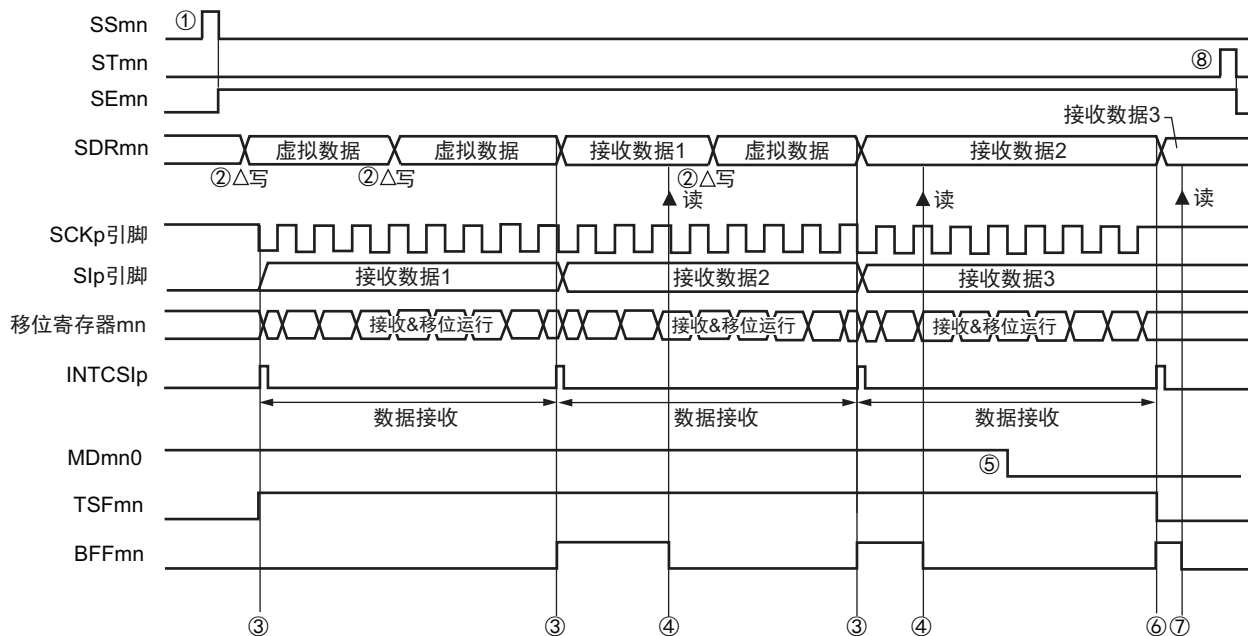 SSmn ①
STmn ⑧
SEmn
接收数据3
SDRmn 虚拟数据 虚拟数据 接收数据1 虚拟数据 接收数据2
②△写 ②△写 ②△写
▲读 ▲读 ▲读
SCKp引脚
SIp引脚 接收数据1 接收数据2 接收数据3
移位寄存器mn 接收&移位运行 接收&移位运行 接收&移位运行
INTCSIp
数据接收 数据接收 数据接收
MDmn0 ⑤
TSFmn
BFFmn
③ ③ ④ ③ ④ ⑥ ⑦